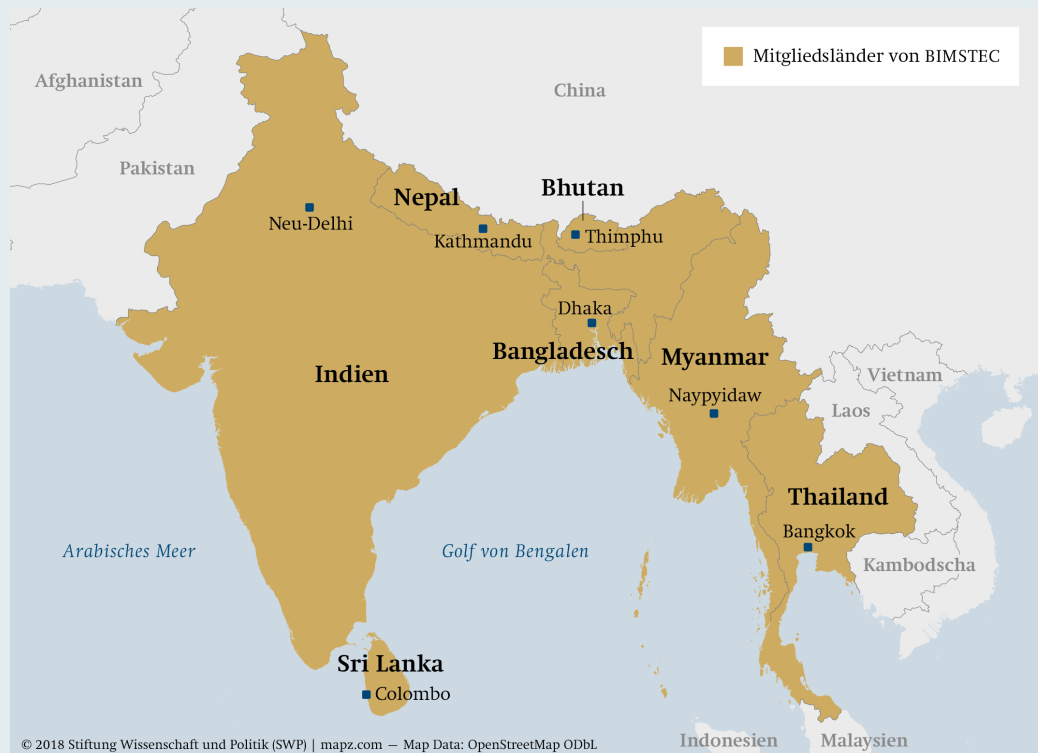 Mitgliedsländer von BIMSTEC
Afghanistan
China
Pakistan
Nepal
Bhutan
Neu-Delhi
Kathmandu
Thimphu
Dhaka
Bangladesch
Myanmar
Indien
Vietnam
Naypyidaw
Laos
Thailand
Bangkok
Arabisches Meer
Golf von Bengalen
Kambodscha
Sri Lanka
Colombo
Indonesien
Malaysien
© 2018 Stiftung Wissenschaft und Politik (SWP) | mapz.com — Map Data: OpenStreetMap ODbL